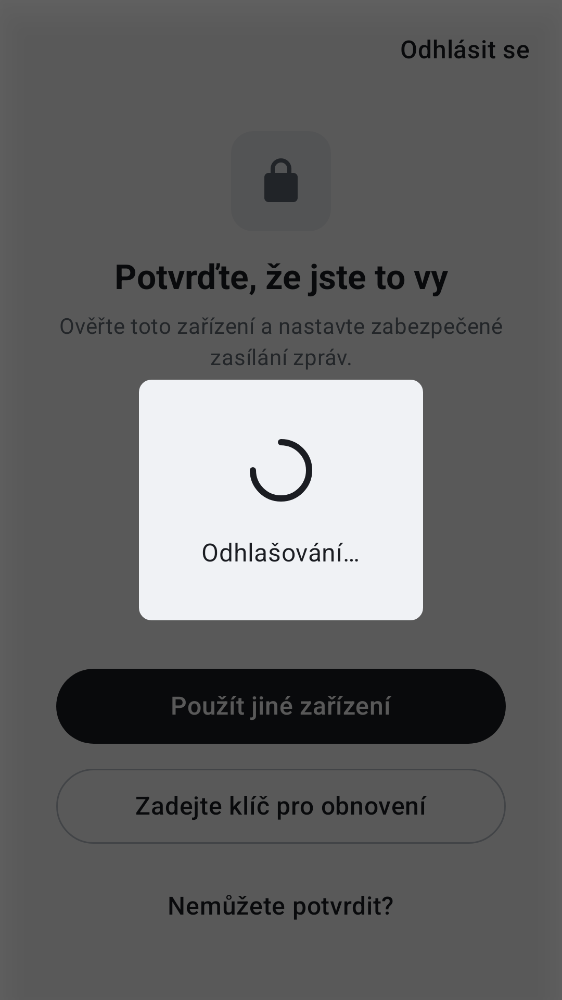 Odhlásit se
Potvrďte, že jste to vy
Ověřte toto zařízení a nastavte zabezpečené
zasílání zpráv.
Odhlašování…
Použít jiné zařízení
Zadejte klíč pro obnovení
Nemůžete potvrdit?